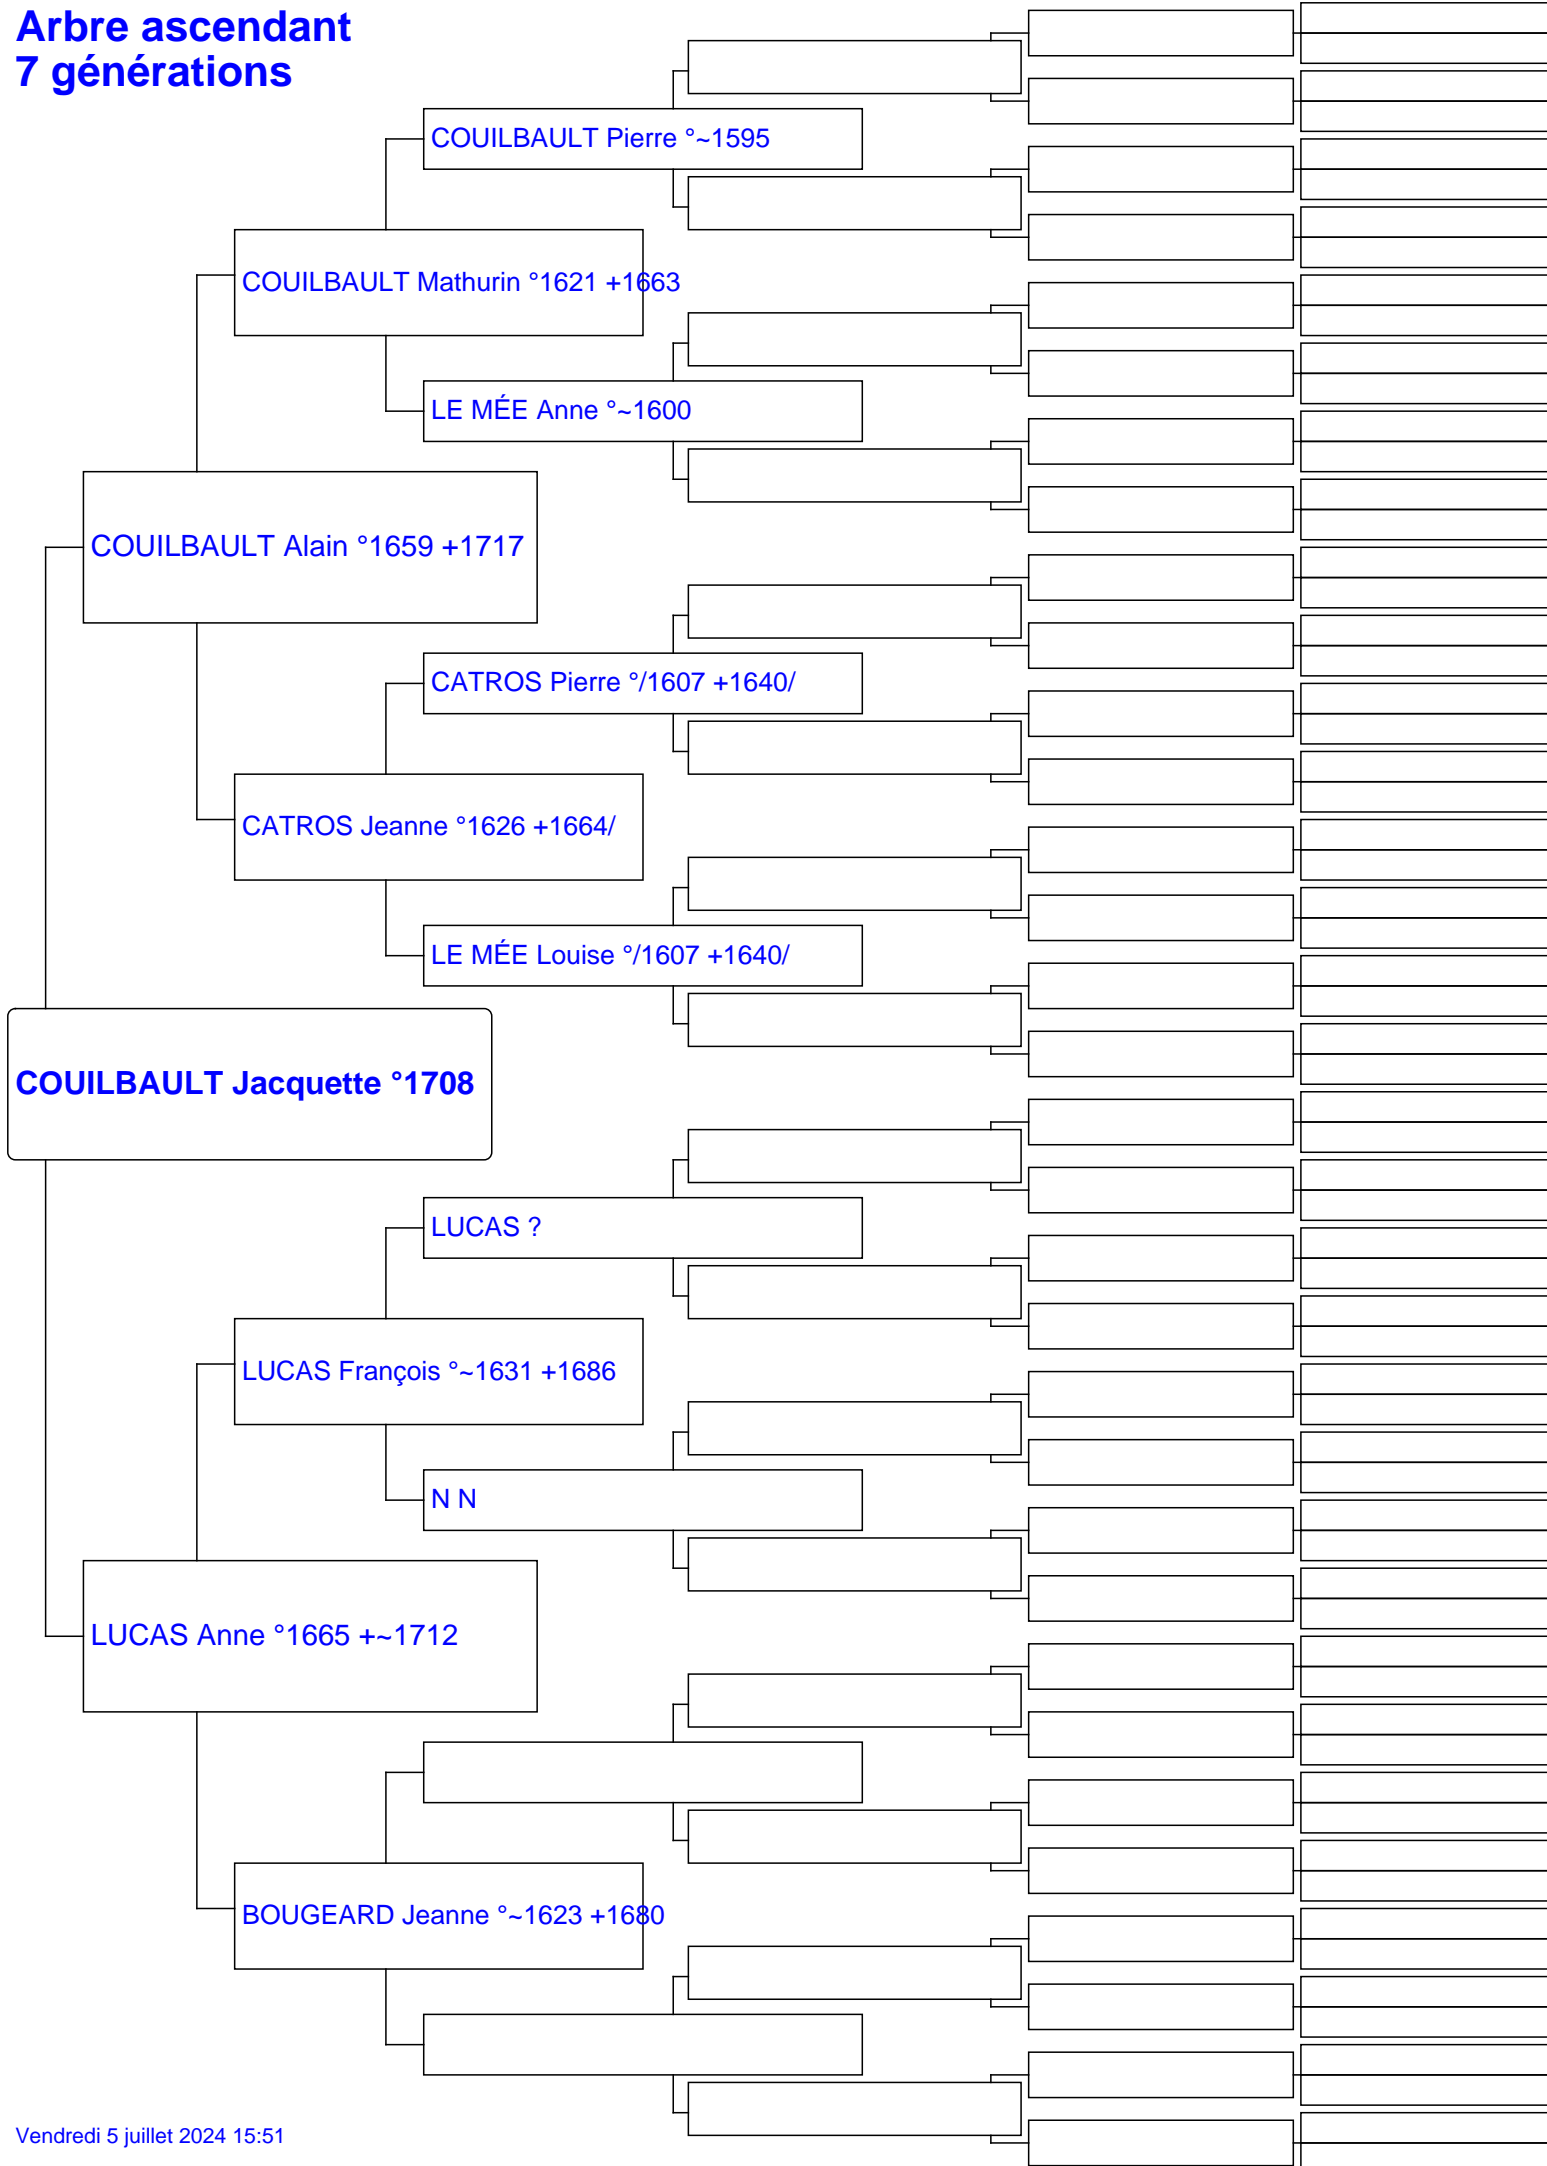 Arbre ascendant
7 générations
COUILBAULT Pierre °~1595
COUILBAULT Mathurin °1621 +1663
LE MÉE Anne °~1600
COUILBAULT Alain °1659 +1717
CATROS Pierre °/1607 +1640/
CATROS Jeanne °1626 +1664/
LE MÉE Louise °/1607 +1640/
COUILBAULT Jacquette °1708
LUCAS ?
LUCAS François °~1631 +1686
N N
LUCAS Anne °1665 +~1712
BOUGEARD Jeanne °~1623 +1680
Vendredi 5 juillet 2024 15:51